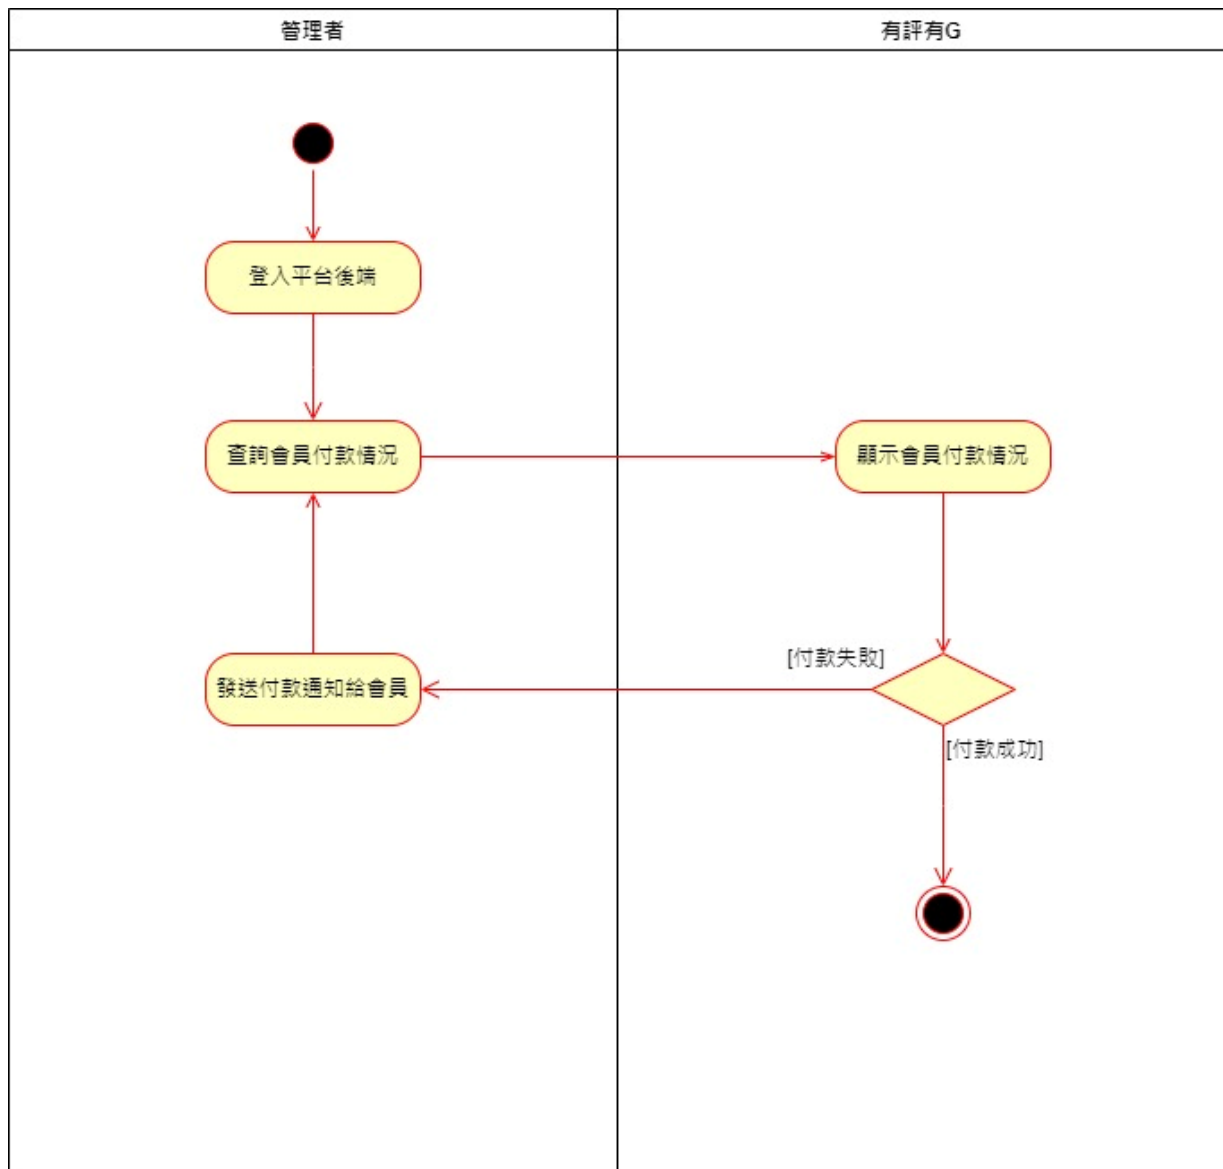 管理者
有評有G
登入平台後端
查詢會員付款情況
顯示會員付款情況
[付款失敗]
發送付款通知給會員
[付款成功]